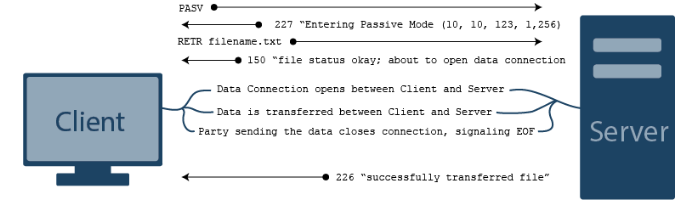 PASV
227 “Entering Passive Mode (10, 10, 123, 1,256)
RETR filename.txt
150 “file status okay; about to open data connection
Data Connection opens between Client and Server
Data is transferred between Client and Server
Party sending the data closes connection, signaling EOF
Client
Server
226 “successfully transferred file”